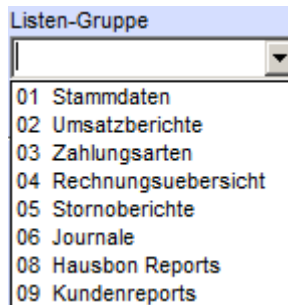 Listen-Gruppe
01 Stammdaten
02 Umsatzberichte
03 Zahlungsarten
04 Rechnungsuebersicht
05 Stornoberichte
06 Journale
08 Hausbon Reports
09 Kundenreports